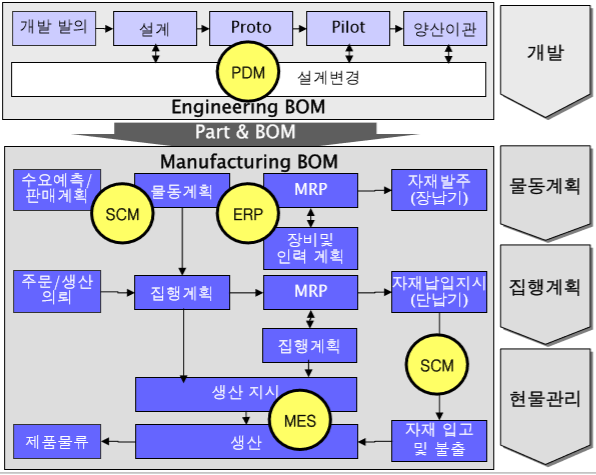 개발 발의
설계
Proto
Pilot
양산이관
PDM
설계변경
Engineering BOM
개발
Part & BOM
Manufacturing BOM
수요예측/
판매계획
SCM
물동계획
ERP
MRP
자재발주
(장납기)
장비및
인력 계획
물동계획
주문/생산
의뢰
집행계획
MRP
자재납입지시
(단납기)
집행계획
집행계획
SCM
생산 지시
MES
제품물류
생산
자재 입고
및 불출
현물관리